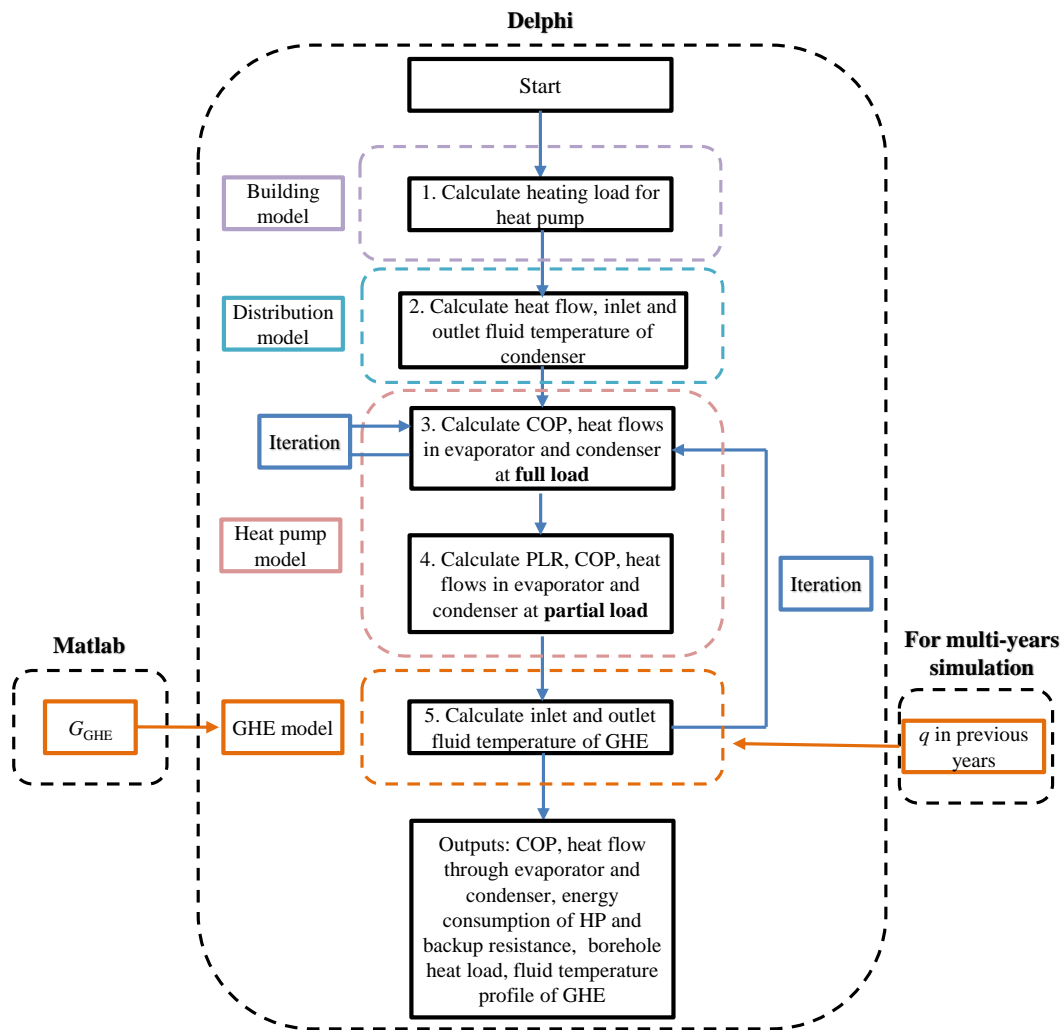 Delphi
Start
Building
model
1. Calculate heating load for
heat pump
Distribution
model
2. Calculate heat flow, inlet and
outlet fluid temperature of
condenser
Iteration
3. Calculate COP, heat flows
in evaporator and condenser
at full load
Heat pump
model
4. Calculate PLR, COP, heat
flows in evaporator and
condenser at partial load
Iteration
Matlab
GGHE
GHE model
5. Calculate inlet and outlet
fluid temperature of GHE
For multi-years
simulation
q in previous
years
Outputs: COP, heat flow
through evaporator and
condenser, energy
consumption of HP and
backup resistance, borehole
heat load, fluid temperature
profile of GHE